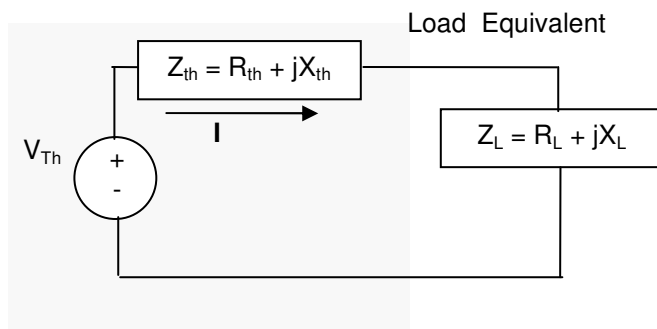 Load Equivalent
Zth = Rth + jXth
I
ZL = RL + jXL
VTh
+
-